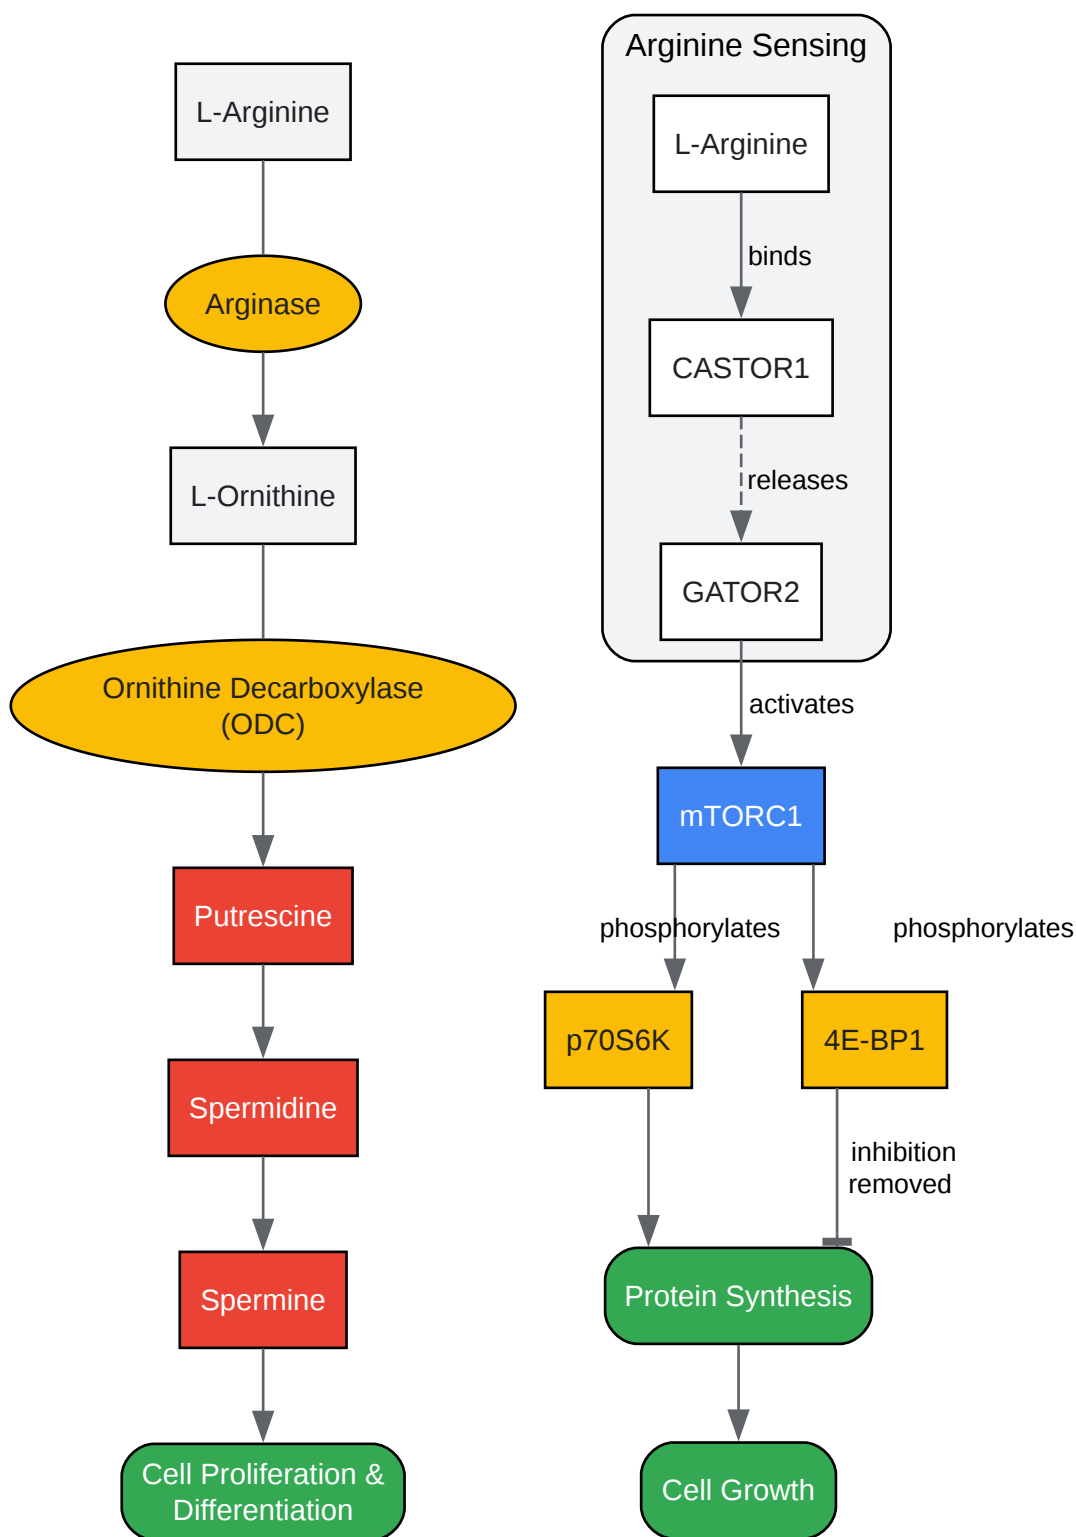 L-Arginine
Arginase
L-Ornithine
Ornithine Decarboxylase
(ODC)
Putrescine
Spermidine
Spermine
Cell Proliferation &
Differentiation
Arginine Sensing
L-Arginine
binds
CASTOR1
releases
GATOR2
activates
mTORC1
phosphorylates
phosphorylates
p70S6K
4E-BP1
inhibition
removed
Protein Synthesis
Cell Growth